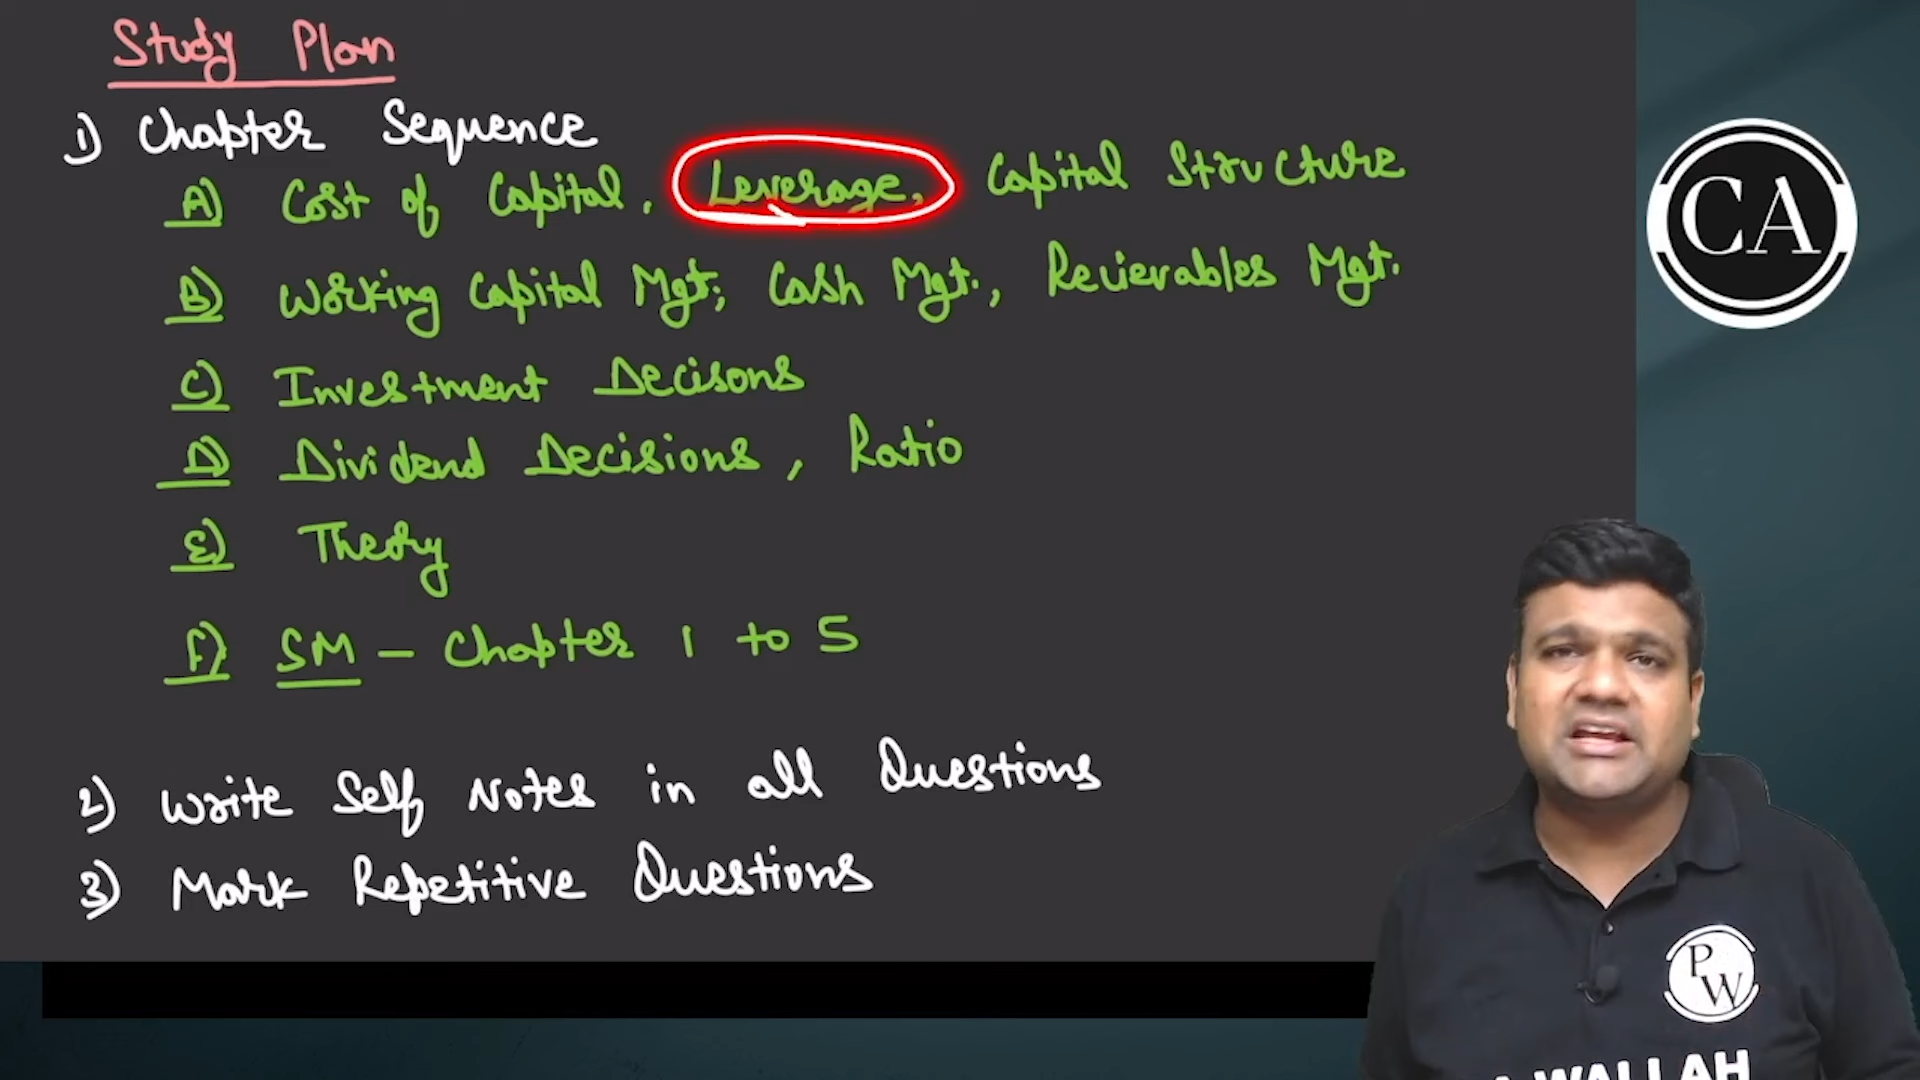 Study Plan
1) Chapter Sequence
A) Cost of Capital, Leverage, Capital Structure
B) Working Capital Mgt; Cash Mgt., Recievables Mgt.
C) Investment Decisons
D) Dividend Decisions, Ratio
E) Theory
F) SM - Chapter 1 to 5
2) Write Self Notes in all Questions
3) Mark Repetitive Questions
CA
P
W
WALLAH